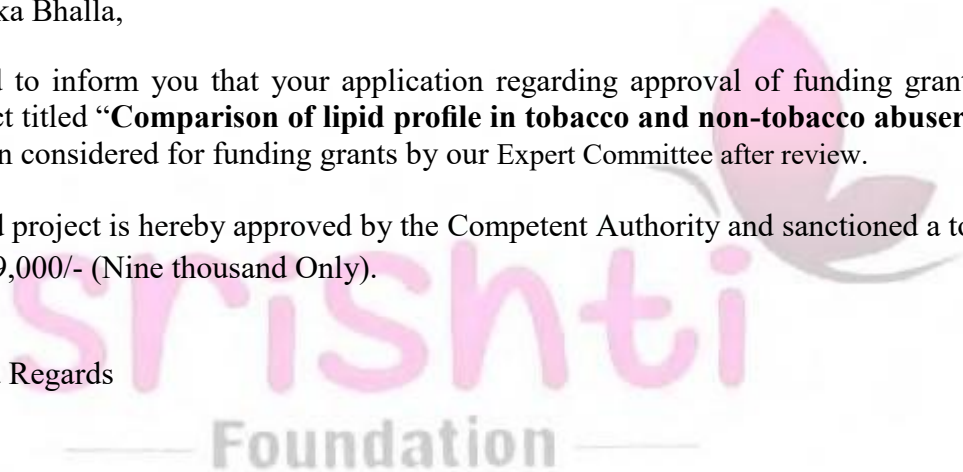 ka Bhalla,
d to inform you that your application regarding approval of funding grant
ct titled “Comparison of lipid profile in tobacco and non-tobacco abuser
n considered for funding grants by our Expert Committee after review.
d project is hereby approved by the Competent Authority and sanctioned a to
9,000/- (Nine thousand Only).
srishti
Regards
Foundation